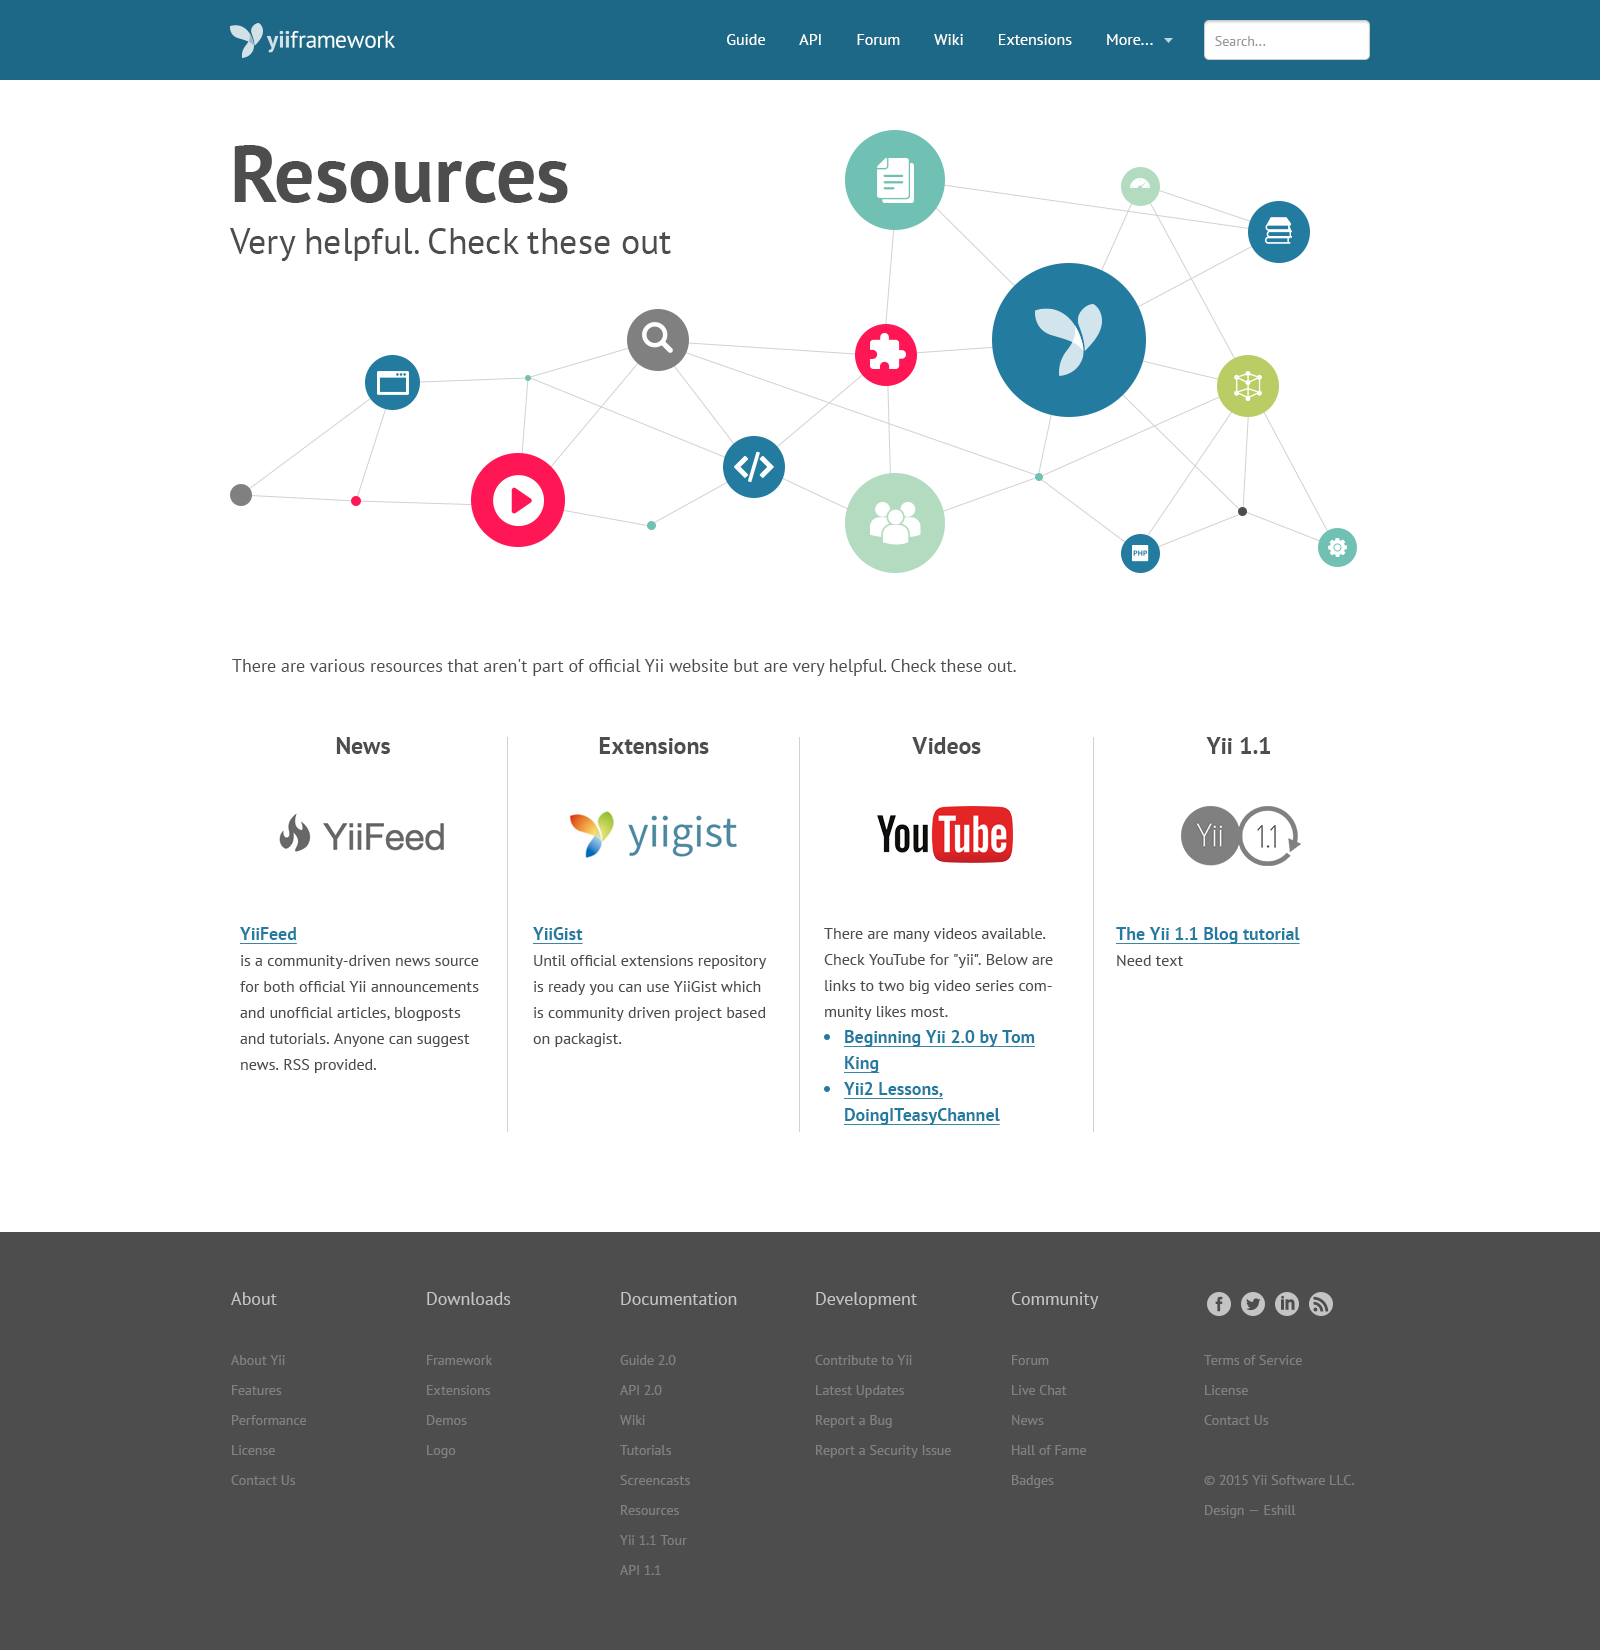 yiiframework
Guide API Forum Wiki Extensions More... Search...
Resources
Very helpful. Check these out
PHP
There are various resources that aren't part of official Yii website but are very helpful. Check these out.
News
YiiFeed
YiiFeed
is a community-driven news source
for both official Yii announcements
and unofficial articles, blogposts
and tutorials. Anyone can suggest
news. RSS provided.
Extensions
yiigist
YiiGist
Until official extensions repository
is ready you can use YiiGist which
is community driven project based
on packagist.
Videos
YouTube
There are many videos available.
Check YouTube for "yii". Below are
links to two big video series com-
munity likes most.
• Beginning Yii 2.0 by Tom
King
• Yii2 Lessons,
DoingITeasyChannel
Yii 1.1
Yii 1.1
The Yii 1.1 Blog tutorial
Need text
About
About Yii
Features
Performance
License
Contact Us
Downloads
Framework
Extensions
Demos
Logo
Documentation
Guide 2.0
API 2.0
Wiki
Tutorials
Screencasts
Resources
Yii 1.1 Tour
API 1.1
Development
Contribute to Yii
Latest Updates
Report a Bug
Report a Security Issue
Community
Forum
Live Chat
News
Hall of Fame
Badges
Terms of Service
License
Contact Us
© 2015 Yii Software LLC.
Design — Eshill